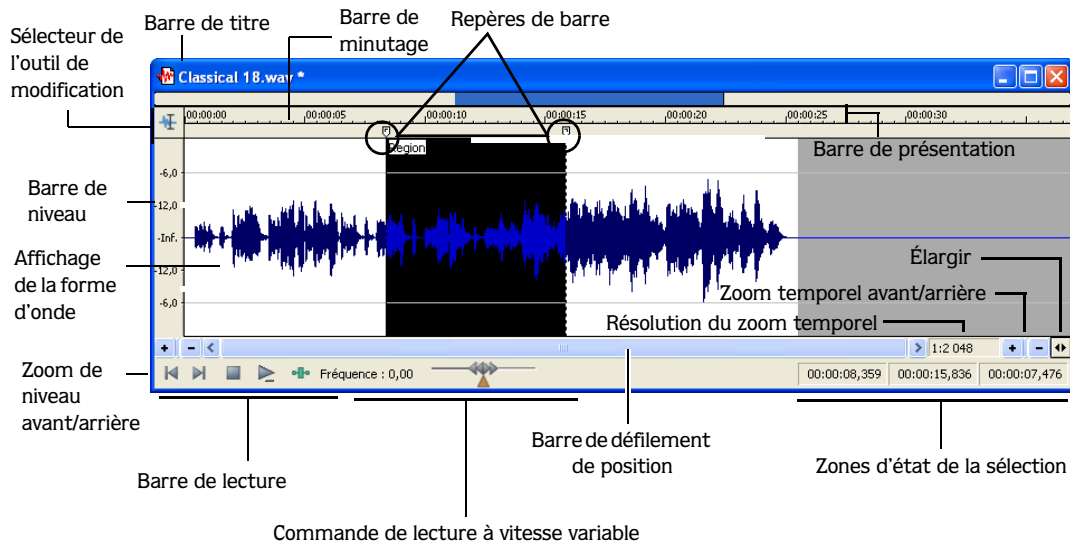 Barre de titre
Barre de
minutage
Repères de barre
Sélecteur de
l'outil de
modification
Classical 18.wav *
00:00:00
00:00:05
00:00:10
00:00:15
00:00:20
00:00:25
00:00:30
Region
Barre de présentation
Barre de
niveau
-6,0
-12,0
-Inf.
-12,0
-6,0
Affichage
de la forme
d'onde
Élargir
Zoom temporel avant/arrière
Résolution du zoom temporel
1:2 048
Zoom de
niveau
avant/arrière
Fréquence : 0,00
00:00:08,359
00:00:15,836
00:00:07,476
Barre de lecture
Barre de défilement
de position
Zones d'état de la sélection
Commande de lecture à vitesse variable